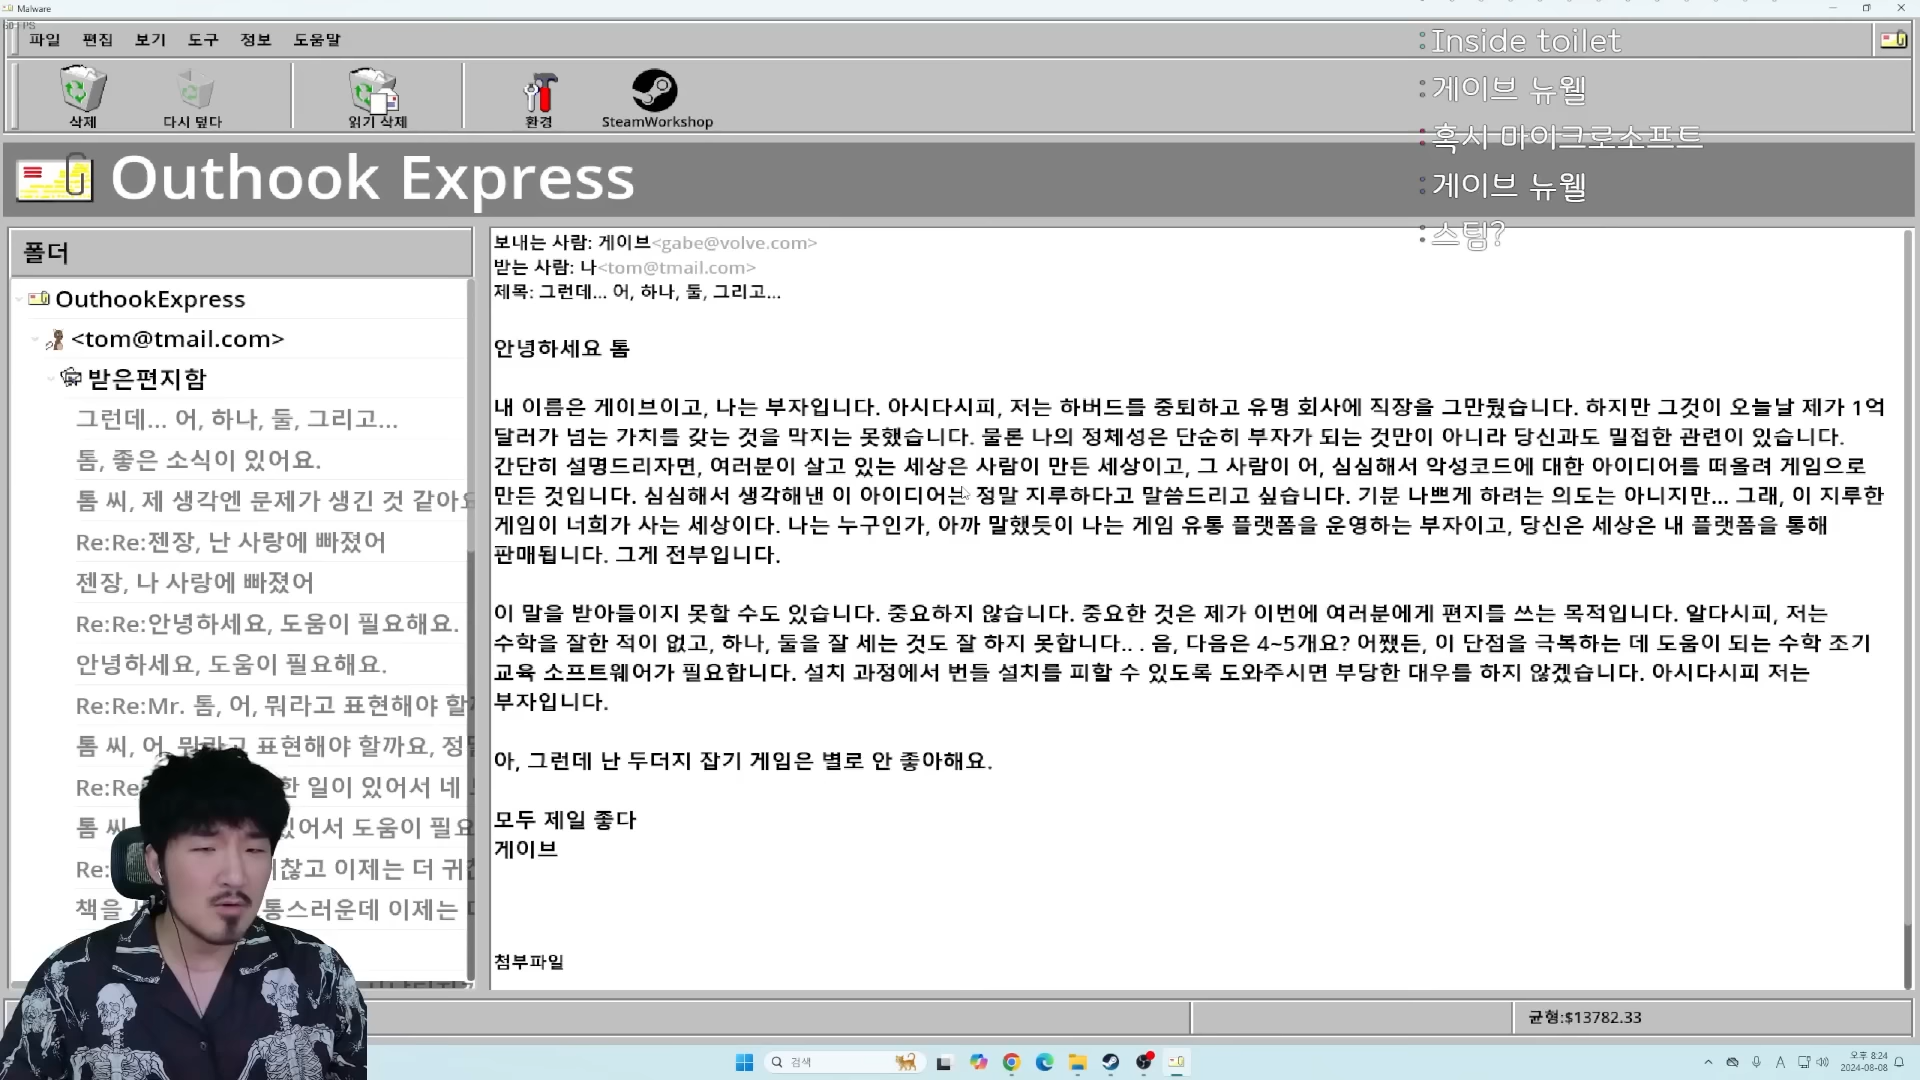 Malware
60 FPS
파일 편집 보기 도구 정보 도움말
삭제 다시 덮다 읽기 삭제 환경 SteamWorkshop
Outhook Express
: Inside toilet
: 게이브 뉴웰
: 혹시 마이크로소프트
: 게이브 뉴웰
: 스팀?
폴더
OuthookExpress
<tom@tmail.com>
받은편지함
그런데... 어, 하나, 둘, 그리고...
톰, 좋은 소식이 있어요.
톰 씨, 제 생각엔 문제가 생긴 것 같아요
Re:Re:젠장, 난 사랑에 빠졌어
젠장, 나 사랑에 빠졌어
Re:Re:안녕하세요, 도움이 필요해요.
안녕하세요, 도움이 필요해요.
Re:Re:Mr. 톰, 어, 뭐라고 표현해야 할까
톰 씨, 어, 뭐라고 표현해야 할까요, 정말
Re:Re 한 일이 있어서 네
톰 씨 있어서 도움이 필요
Re: 귀찮고 이제는 더 귀찮
책을 통스러운데 이제는
보내는 사람: 게이브<gabe@volve.com>
받는 사람: 나<tom@tmail.com>
제목: 그런데... 어, 하나, 둘, 그리고...
안녕하세요 톰
내 이름은 게이브이고, 나는 부자입니다. 아시다시피, 저는 하버드를 중퇴하고 유명 회사에 직장을 그만뒀습니다. 하지만 그것이 오늘날 제가 1억
달러가 넘는 가치를 갖는 것을 막지는 못했습니다. 물론 나의 정체성은 단순히 부자가 되는 것만이 아니라 당신과도 밀접한 관련이 있습니다.
간단히 설명드리자면, 여러분이 살고 있는 세상은 사람이 만든 세상이고, 그 사람이 어, 심심해서 악성코드에 대한 아이디어를 떠올려 게임으로
만든 것입니다. 심심해서 생각해낸 이 아이디어는 정말 지루하다고 말씀드리고 싶습니다. 기분 나쁘게 하려는 의도는 아니지만... 그래, 이 지루한
게임이 너희가 사는 세상이다. 나는 누구인가, 아까 말했듯이 나는 게임 유통 플랫폼을 운영하는 부자이고, 당신은 세상은 내 플랫폼을 통해
판매됩니다. 그게 전부입니다.
이 말을 받아들이지 못할 수도 있습니다. 중요하지 않습니다. 중요한 것은 제가 이번에 여러분에게 편지를 쓰는 목적입니다. 알다시피, 저는
수학을 잘한 적이 없고, 하나, 둘을 잘 세는 것도 잘 하지 못합니다.. . 음, 다음은 4~5개요? 어쨌든, 이 단점을 극복하는 데 도움이 되는 수학 조기
교육 소프트웨어가 필요합니다. 설치 과정에서 번들 설치를 피할 수 있도록 도와주시면 부당한 대우를 하지 않겠습니다. 아시다시피 저는
부자입니다.
아, 그런데 난 두더지 잡기 게임은 별로 안 좋아해요.
모두 제일 좋다
게이브
첨부파일
균형:$13782.33
검색
오후 8:24
2024-08-08